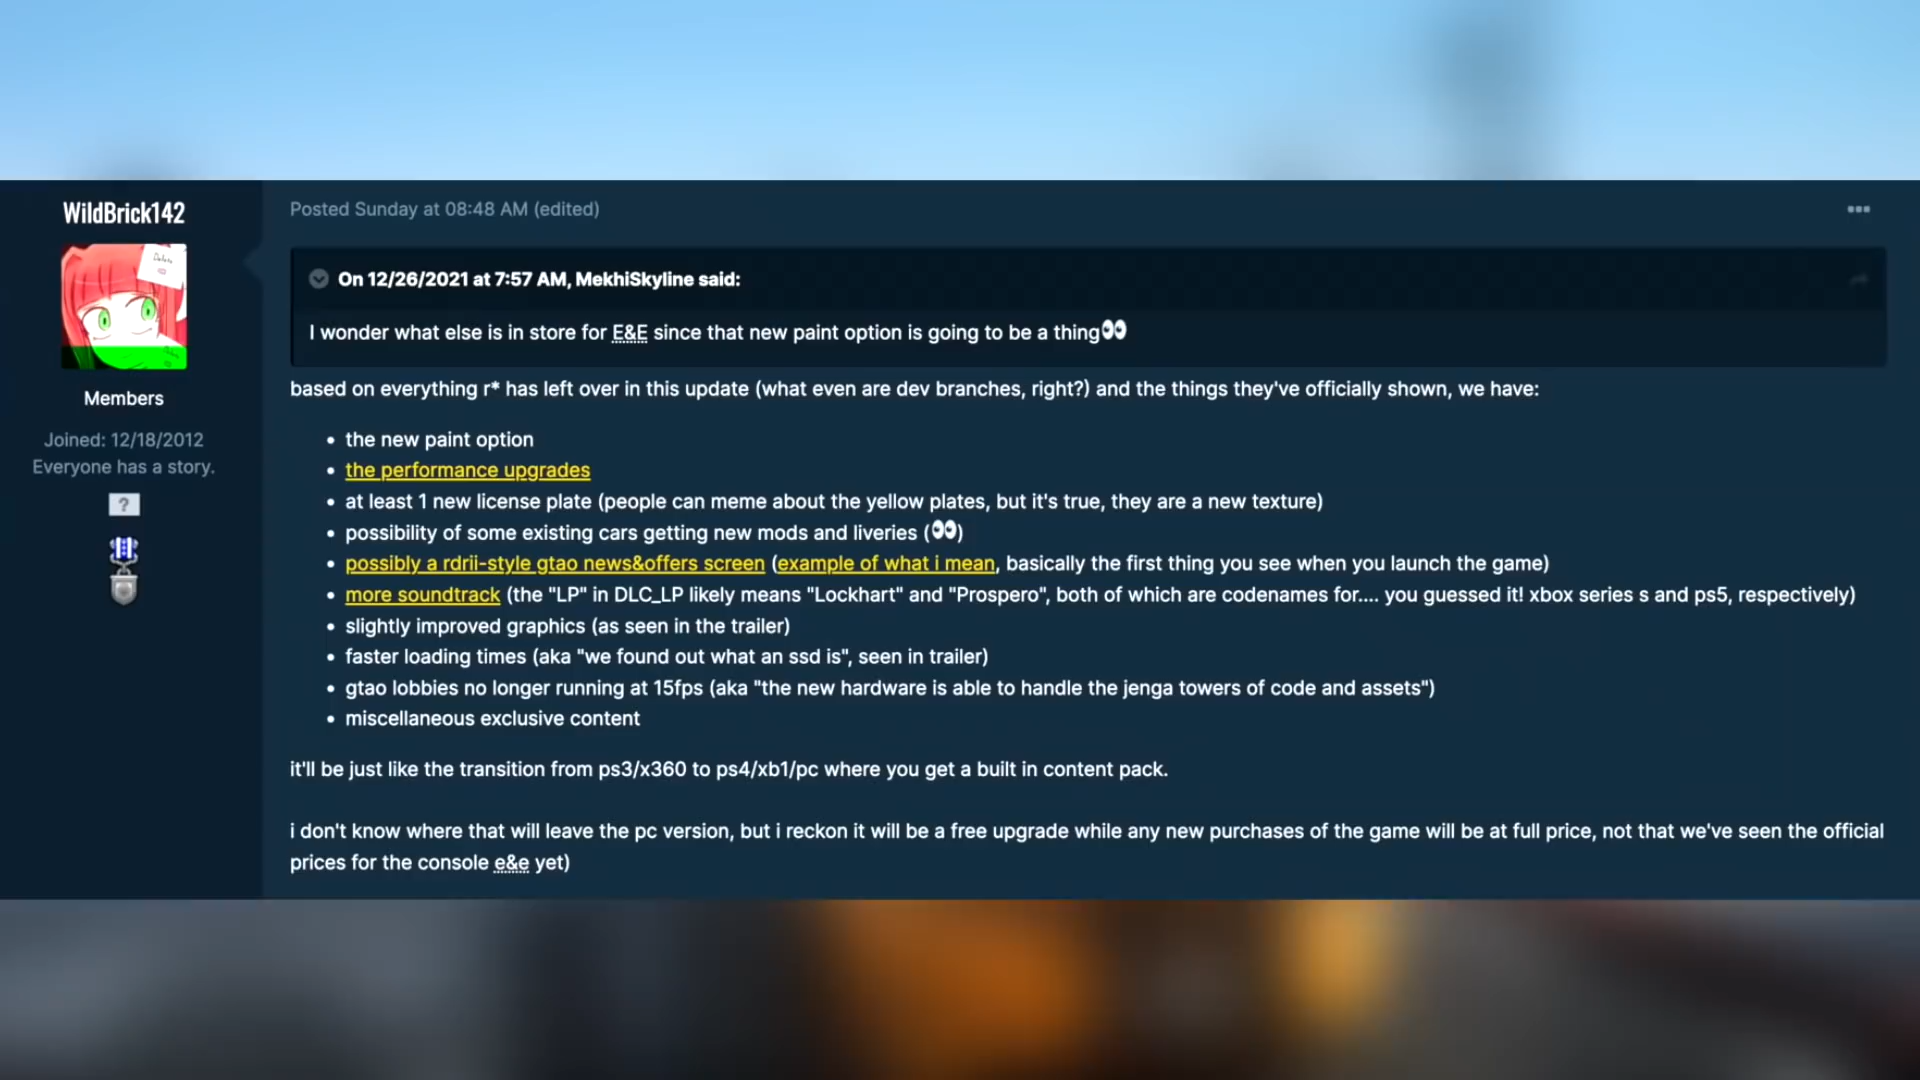 WildBrick142
Posted Sunday at 08:48 AM (edited)
On 12/26/2021 at 7:57 AM, MekhiSkyline said:
I wonder what else is in store for E&E since that new paint option is going to be a thing👀
Members
Joined: 12/18/2012
Everyone has a story.
?
based on everything r* has left over in this update (what even are dev branches, right?) and the things they've officially shown, we have:
• the new paint option
• the performance upgrades
• at least 1 new license plate (people can meme about the yellow plates, but it's true, they are a new texture)
• possibility of some existing cars getting new mods and liveries (👀)
• possibly a rdrii-style gtao news&offers screen (example of what i mean, basically the first thing you see when you launch the game)
• more soundtrack (the "LP" in DLC_LP likely means "Lockhart" and "Prospero", both of which are codenames for.... you guessed it! xbox series s and ps5, respectively)
• slightly improved graphics (as seen in the trailer)
• faster loading times (aka "we found out what an ssd is", seen in trailer)
• gtao lobbies no longer running at 15fps (aka "the new hardware is able to handle the jenga towers of code and assets")
• miscellaneous exclusive content
it'll be just like the transition from ps3/x360 to ps4/xb1/pc where you get a built in content pack.
i don't know where that will leave the pc version, but i reckon it will be a free upgrade while any new purchases of the game will be at full price, not that we've seen the official
prices for the console e&e yet)